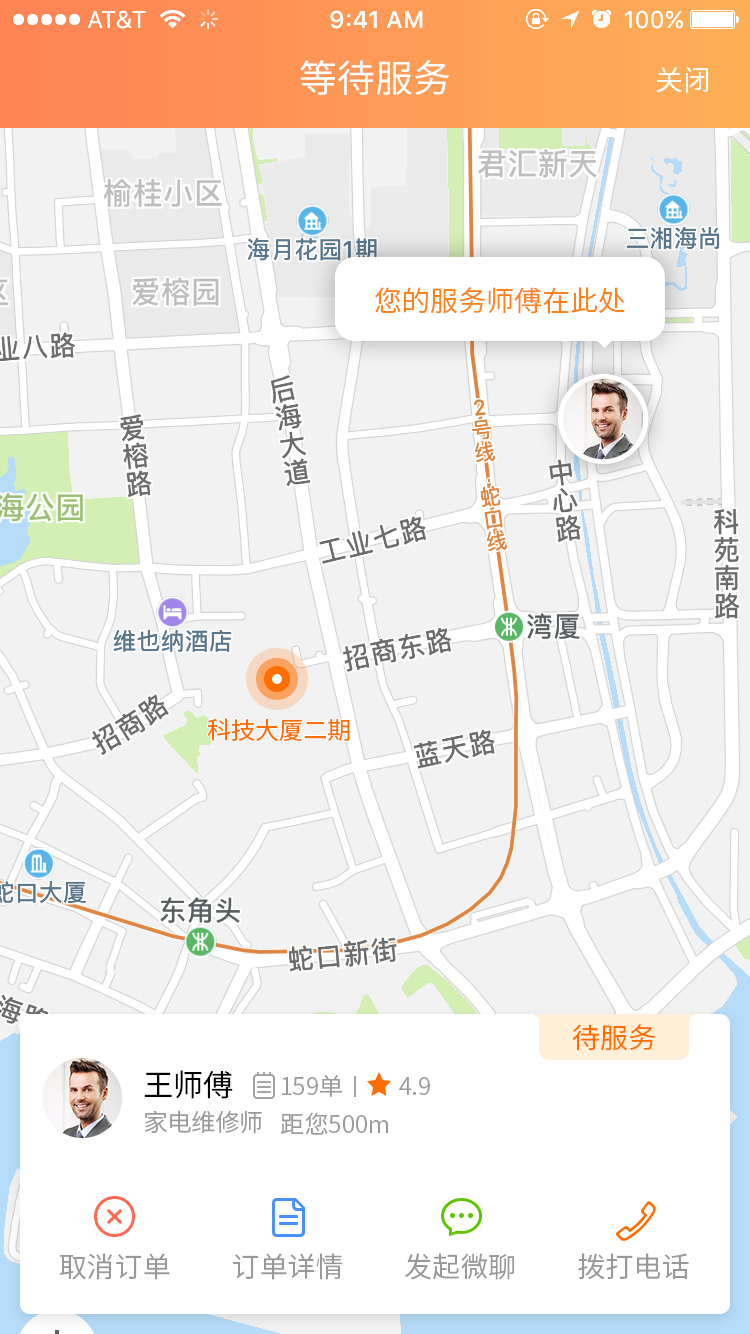 AT&T 9:41 AM 100%
等待服务
关闭
君汇新天
榆桂小区
海月花园1期
三湘海尚
爱榕园
区
您的服务师傅在此处
业八路
后海大道
爱榕路
2号线·蛇口线
中心路
海公园
科苑南路
工业七路
湾厦
维也纳酒店
招商东路
招商路
科技大厦二期
蓝天路
蛇口大厦
东角头
蛇口新街
海路
待服务
王师傅 159单 4.9
家电维修师 距您500m
取消订单 订单详情 发起微聊 拨打电话